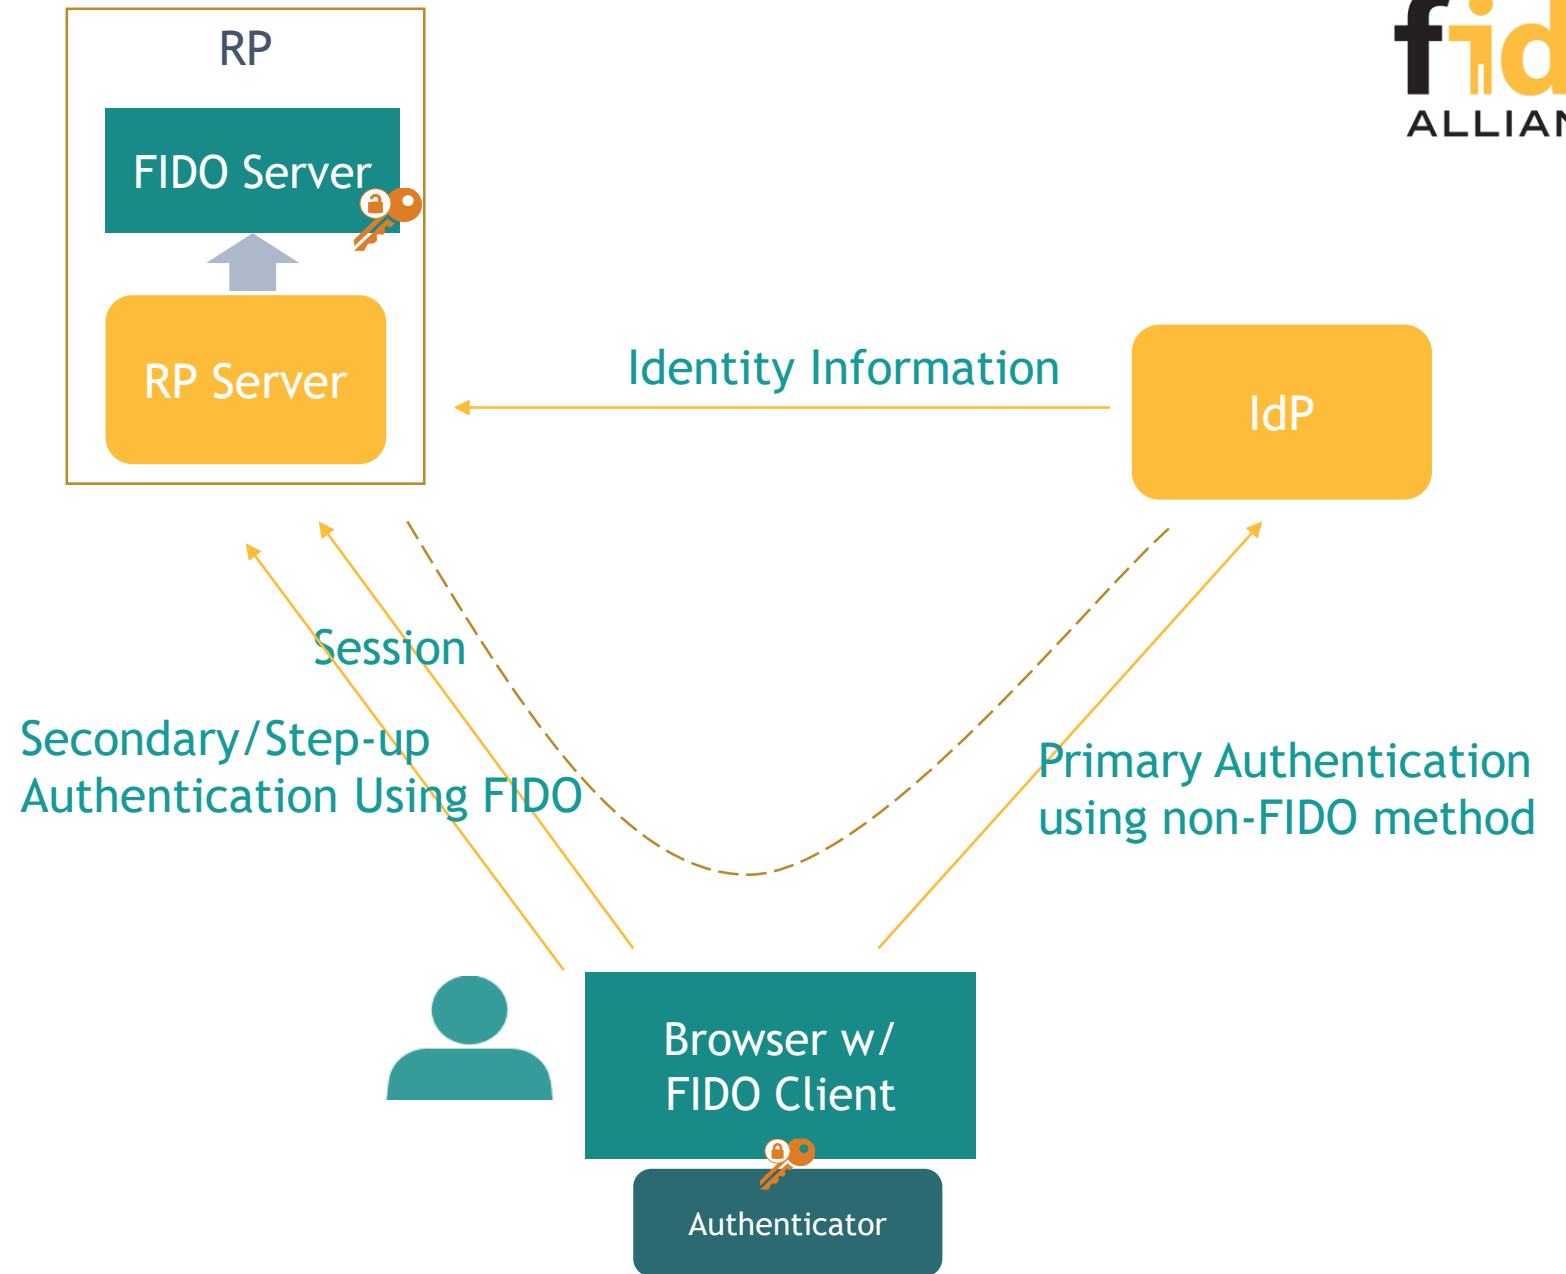 RP
fid
ALLIAN
FIDO Server
RP Server
Identity Information
IdP
Session
Secondary/Step-up
Authentication Using FIDO
Primary Authentication
using non-FIDO method
Browser w/
FIDO Client
Authenticator